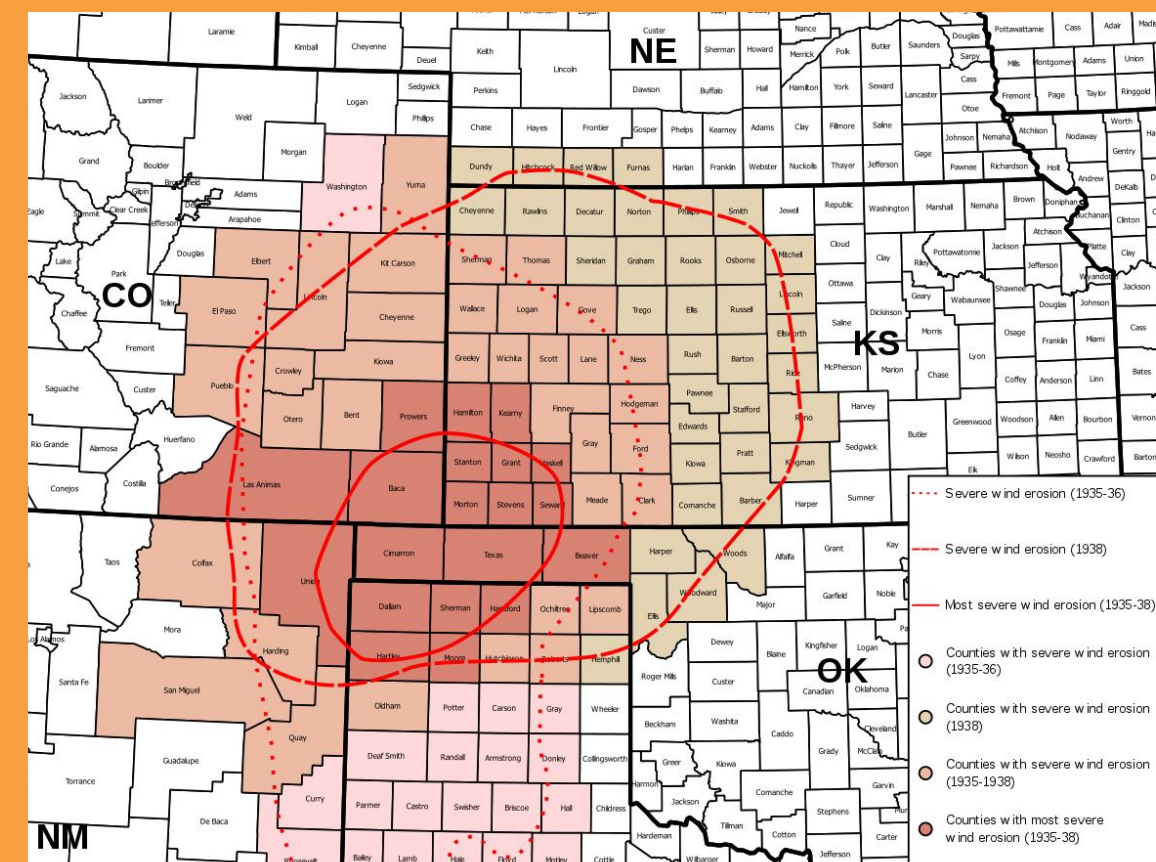 Laramie
Kimball
Cheyenne
Deuel
Keith
Lincoln
Custer
NE
Sherman
Howard
Nance
Merrick
Polk
Butler
Saunders
Douglas
Sarpy
Pottawattamie
Cass
Adair
Mills
Montgomery
Adams
Union
Jackson
Larimer
Weld
Logan
Sedgwick
Phillips
Perkins
Dawson
Buffalo
Hall
Hamilton
York
Seward
Lancaster
Cass
Otoe
Fremont
Page
Taylor
Ringgold
Chase
Hayes
Frontier
Gosper
Phelps
Kearney
Adams
Clay
Fillmore
Saline
Johnson
Nemaha
Atchison
Nodaway
Worth
Gentry
Grand
Boulder
Morgan
Washington
Yuma
Dundy
Hitchcock
Red Willow
Furnas
Harlan
Franklin
Webster
Nuckolls
Thayer
Jefferson
Gage
Pawnee
Richardson
Holt
Andrew
DeKalb
Gilpin
Clear Creek
Adams
Arapahoe
Eagle
Summit
Jefferson
Cheyenne
Rawlins
Decatur
Norton
Phillips
Smith
Jewell
Republic
Washington
Marshall
Nemaha
Brown
Doniphan
Buchanan
Clinton
Lake
Park
Douglas
Elbert
Kit Carson
Sherman
Thomas
Sheridan
Graham
Rooks
Osborne
Mitchell
Cloud
Clay
Riley
Pottawatomie
Jackson
Atchison
Jefferson
Platte
Clay
CO
Teller
Chaffee
El Paso
Lincoln
Cheyenne
Wallace
Logan
Gove
Trego
Ellis
Russell
Lincoln
Ottawa
Saline
Dickinson
Geary
Wabaunsee
Shawnee
Douglas
Johnson
Wyandotte
Jackson
Fremont
Crowley
Kiowa
Greeley
Wichita
Scott
Lane
Ness
Rush
Barton
Ellsworth
Rice
KS
McPherson
Marion
Morris
Chase
Lyon
Osage
Franklin
Miami
Cass
Saguache
Custer
Pueblo
Otero
Bent
Prowers
Hamilton
Kearny
Finney
Hodgeman
Pawnee
Edwards
Stafford
Reno
Harvey
Coffey
Anderson
Linn
Bates
Rio Grande
Alamosa
Huerfano
Gray
Ford
Kiowa
Pratt
Kingman
Sedgwick
Butler
Greenwood
Woodson
Allen
Bourbon
Vernon
Conejos
Costilla
Las Animas
Baca
Stanton
Grant
Haskell
Morton
Stevens
Seward
Meade
Clark
Comanche
Barber
Harper
Sumner
Elk
Wilson
Neosho
Crawford
Barton
Taos
Colfax
Union
Cimarron
Texas
Beaver
Harper
Woods
Alfalfa
Grant
Kay
Los Alamos
Mora
Harding
Dallam
Sherman
Hansford
Ochiltree
Lipscomb
Ellis
Woodward
Major
Garfield
Noble
Santa Fe
San Miguel
Hartley
Moore
Hutchinson
Roberts
Hemphill
Roger Mills
Dewey
Blaine
Kingfisher
Logan
OK
Quay
Oldham
Potter
Carson
Gray
Wheeler
Custer
Canadian
Oklahoma
Torrance
Guadalupe
Deaf Smith
Randall
Armstrong
Donley
Collingsworth
Beckham
Washita
Caddo
Grady
Cleveland
McClain
NM
De Baca
Curry
Roosevelt
Parmer
Castro
Swisher
Briscoe
Hall
Childress
Harmon
Greer
Kiowa
Jackson
Comanche
Stephens
Garvin
Bailey
Lamb
Hale
Floyd
Motley
Cottle
Hardeman
Wilbarger
Tillman
Cotton
Jefferson
Carter
Severe wind erosion (1935-36)
Severe wind erosion (1938)
Most severe wind erosion (1935-38)
Counties with severe wind erosion
(1935-36)
Counties with severe wind erosion
(1938)
Counties with severe wind erosion
(1935-1938)
Counties with most severe
wind erosion (1935-38)